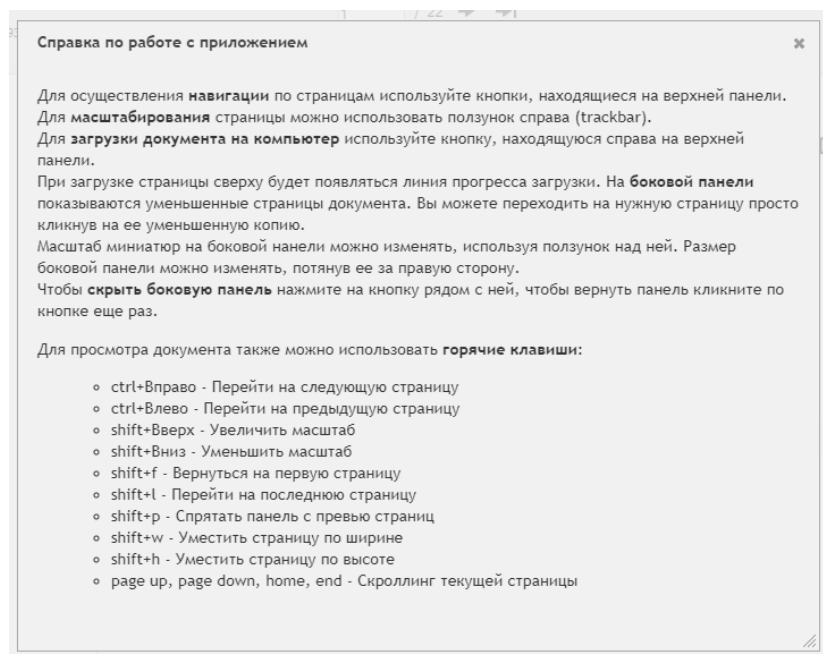 / 22
Справка по работе с приложением
Для осуществления навигации по страницам используйте кнопки, находящиеся на верхней панели.
Для масштабирования страницы можно использовать ползунок справа (trackbar).
Для загрузки документа на компьютер используйте кнопку, находящуюся справа на верхней
панели.
При загрузке страницы сверху будет появляться линия прогресса загрузки. На боковой панели
показываются уменьшенные страницы документа. Вы можете переходить на нужную страницу просто
кликнув на ее уменьшенную копию.
Масштаб миниатюр на боковой нанели можно изменять, используя ползунок над ней. Размер
боковой панели можно изменять, потянув ее за правую сторону.
Чтобы скрыть боковую панель нажмите на кнопку рядом с ней, чтобы вернуть панель кликните по
кнопке еще раз.
Для просмотра документа также можно использовать горячие клавиши:
ctrl+Вправо - Перейти на следующую страницу
ctrl+Влево - Перейти на предыдущую страницу
shift+Вверх - Увеличить масштаб
shift+Вниз - Уменьшить масштаб
shift+f - Вернуться на первую страницу
shift+l - Перейти на последнюю страницу
shift+p - Спрятать панель с превью страниц
shift+w - Уместить страницу по ширине
shift+h - Уместить страницу по высоте
page up, page down, home, end - Скроллинг текущей страницы